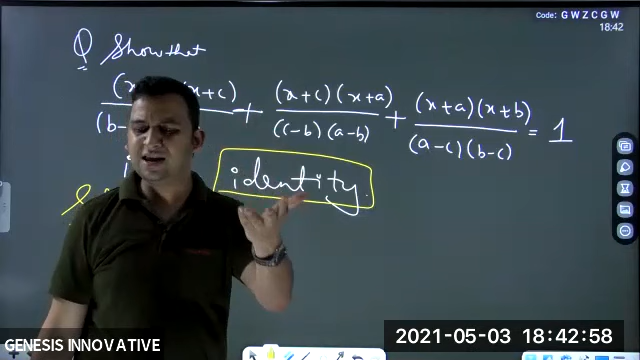 Code: GWZCGW
18:42
Q Show that
(x+c) + (x+c)(x+a) / (c-b)(a-b) + (x+a)(x+b) / (a-c)(b-c) = 1
(b-
identity.
GENESIS INNOVATIVE
2021-05-03 18:42:58